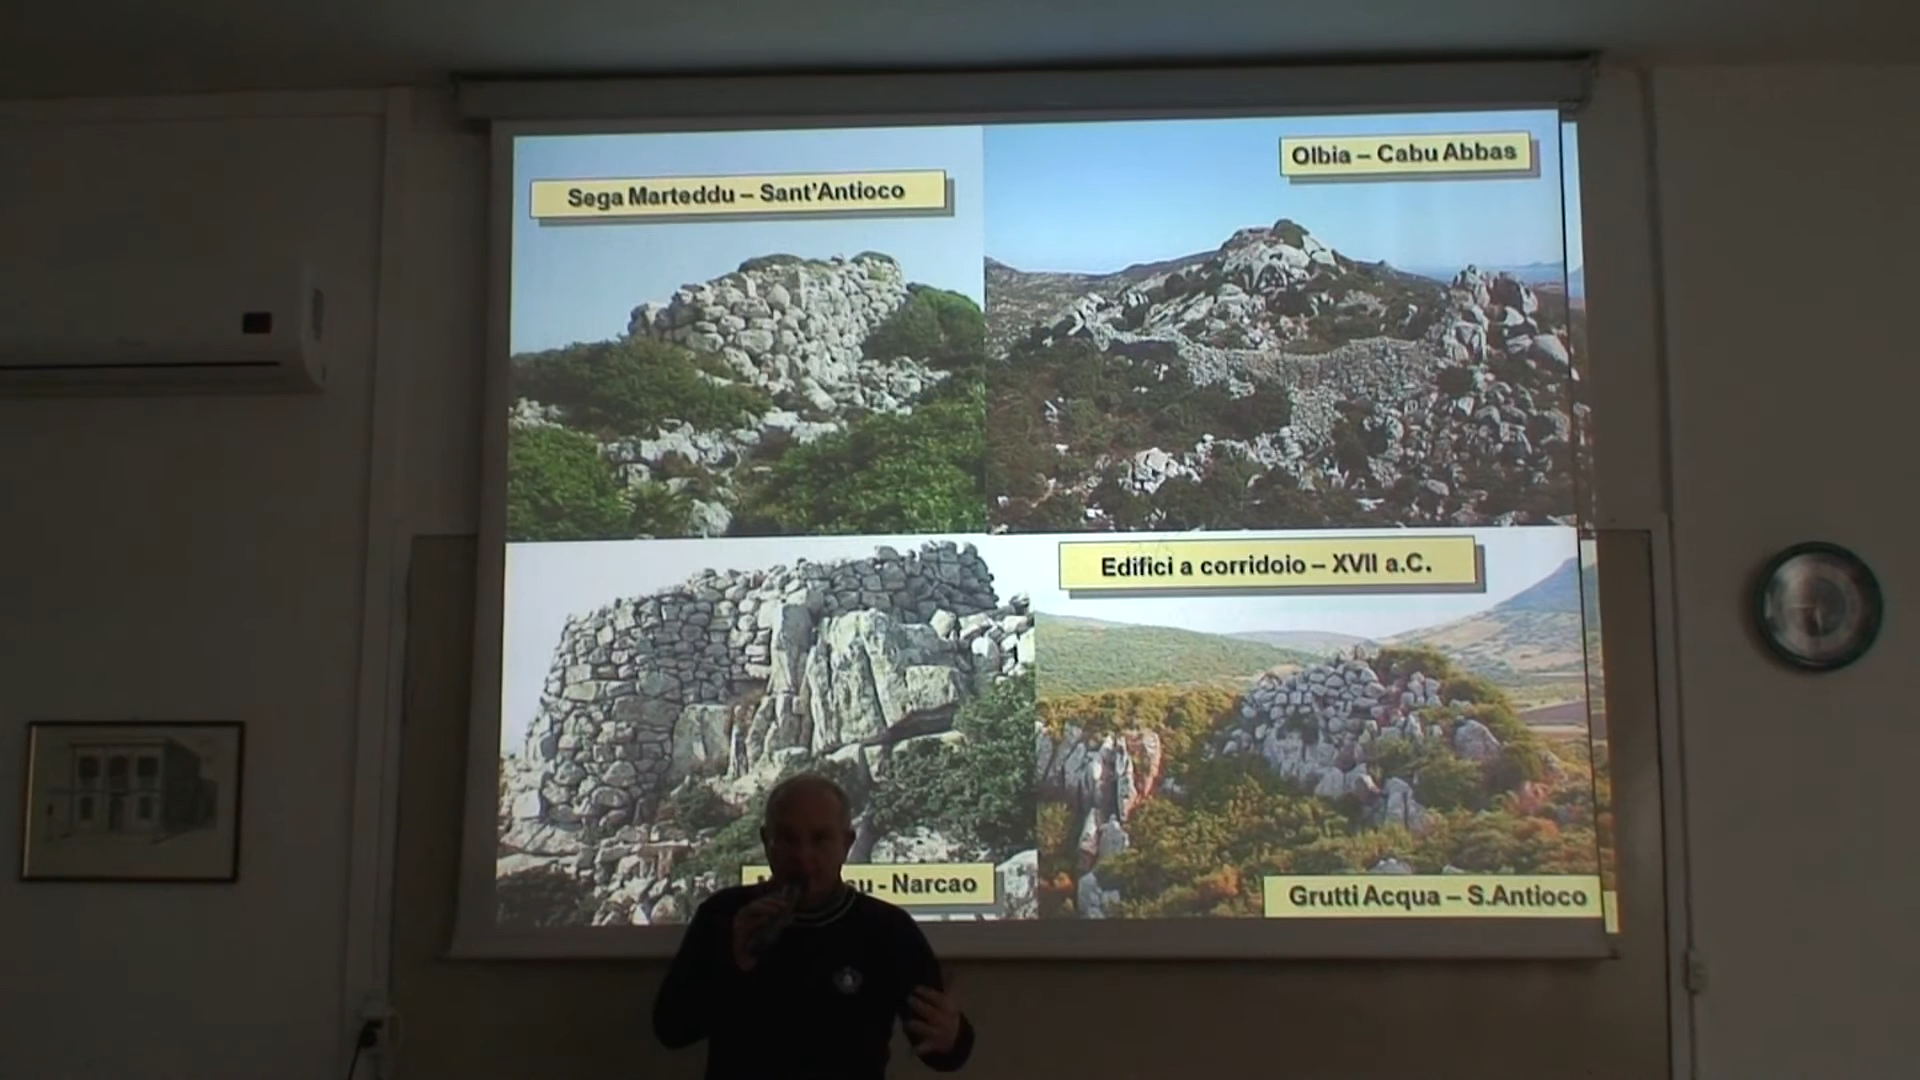 Sega Marteddu – Sant'Antioco
Olbia – Cabu Abbas
Edifici a corridoio – XVII a.C.
- Narcao
Grutti Acqua – S.Antioco